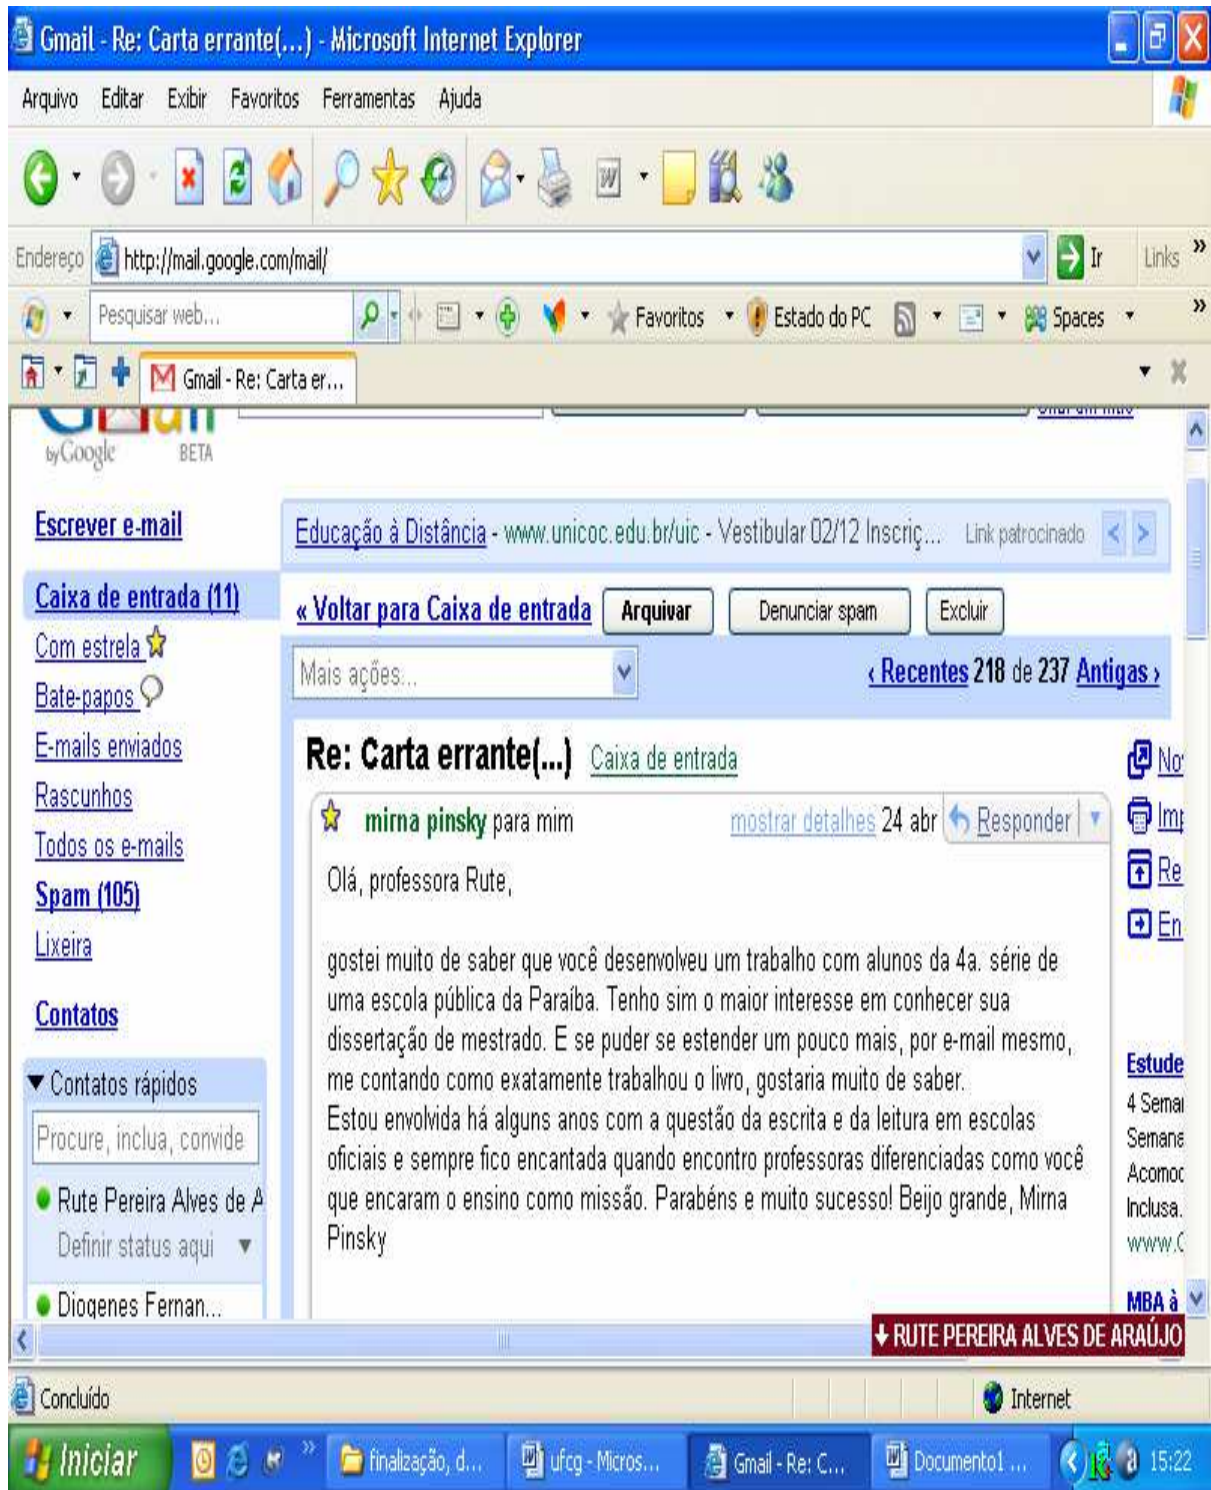 Gmail - Re: Carta errante(...) - Microsoft Internet Explorer
Arquivo Editar Exibir Favoritos Ferramentas Ajuda
Endereço http://mail.google.com/mail/ Ir Links »
Pesquisar web... Favoritos Estado do PC Spaces »
Gmail - Re: Carta er...
by Google BETA
Escrever e-mail
Educação à Distância - www.unicoc.edu.br/uic - Vestibular 02/12 Inscriç... Link patrocinado < >
Caixa de entrada (11)
« Voltar para Caixa de entrada Arquivar Denunciar spam Excluir
Com estrela
Mais ações... ‹ Recentes 218 de 237 Antigas ›
Bate-papos
E-mails enviados
Rascunhos
Todos os e-mails
Spam (105)
Lixeira
Contatos
Contatos rápidos
Procure, inclua, convide
Rute Pereira Alves de A
Definir status aqui
Diogenes Fernan...
Re: Carta errante(...) Caixa de entrada
mirna pinsky para mim mostrar detalhes 24 abr Responder
Olá, professora Rute,
gostei muito de saber que você desenvolveu um trabalho com alunos da 4a. série de
uma escola pública da Paraíba. Tenho sim o maior interesse em conhecer sua
dissertação de mestrado. E se puder se estender um pouco mais, por e-mail mesmo,
me contando como exatamente trabalhou o livro, gostaria muito de saber.
Estou envolvida há alguns anos com a questão da escrita e da leitura em escolas
oficiais e sempre fico encantada quando encontro professoras diferenciadas como você
que encaram o ensino como missão. Parabéns e muito sucesso! Beijo grande, Mirna
Pinsky
Re
En
Estude
4 Semar
Semana
Acomoc
Inclusa.
www.C
MBA à
RUTE PEREIRA ALVES DE ARAÚJO
Concluído Internet
Iniciar » finalização, d... ufcg - Micros... Gmail - Re: C... Documento1 ... 15:22